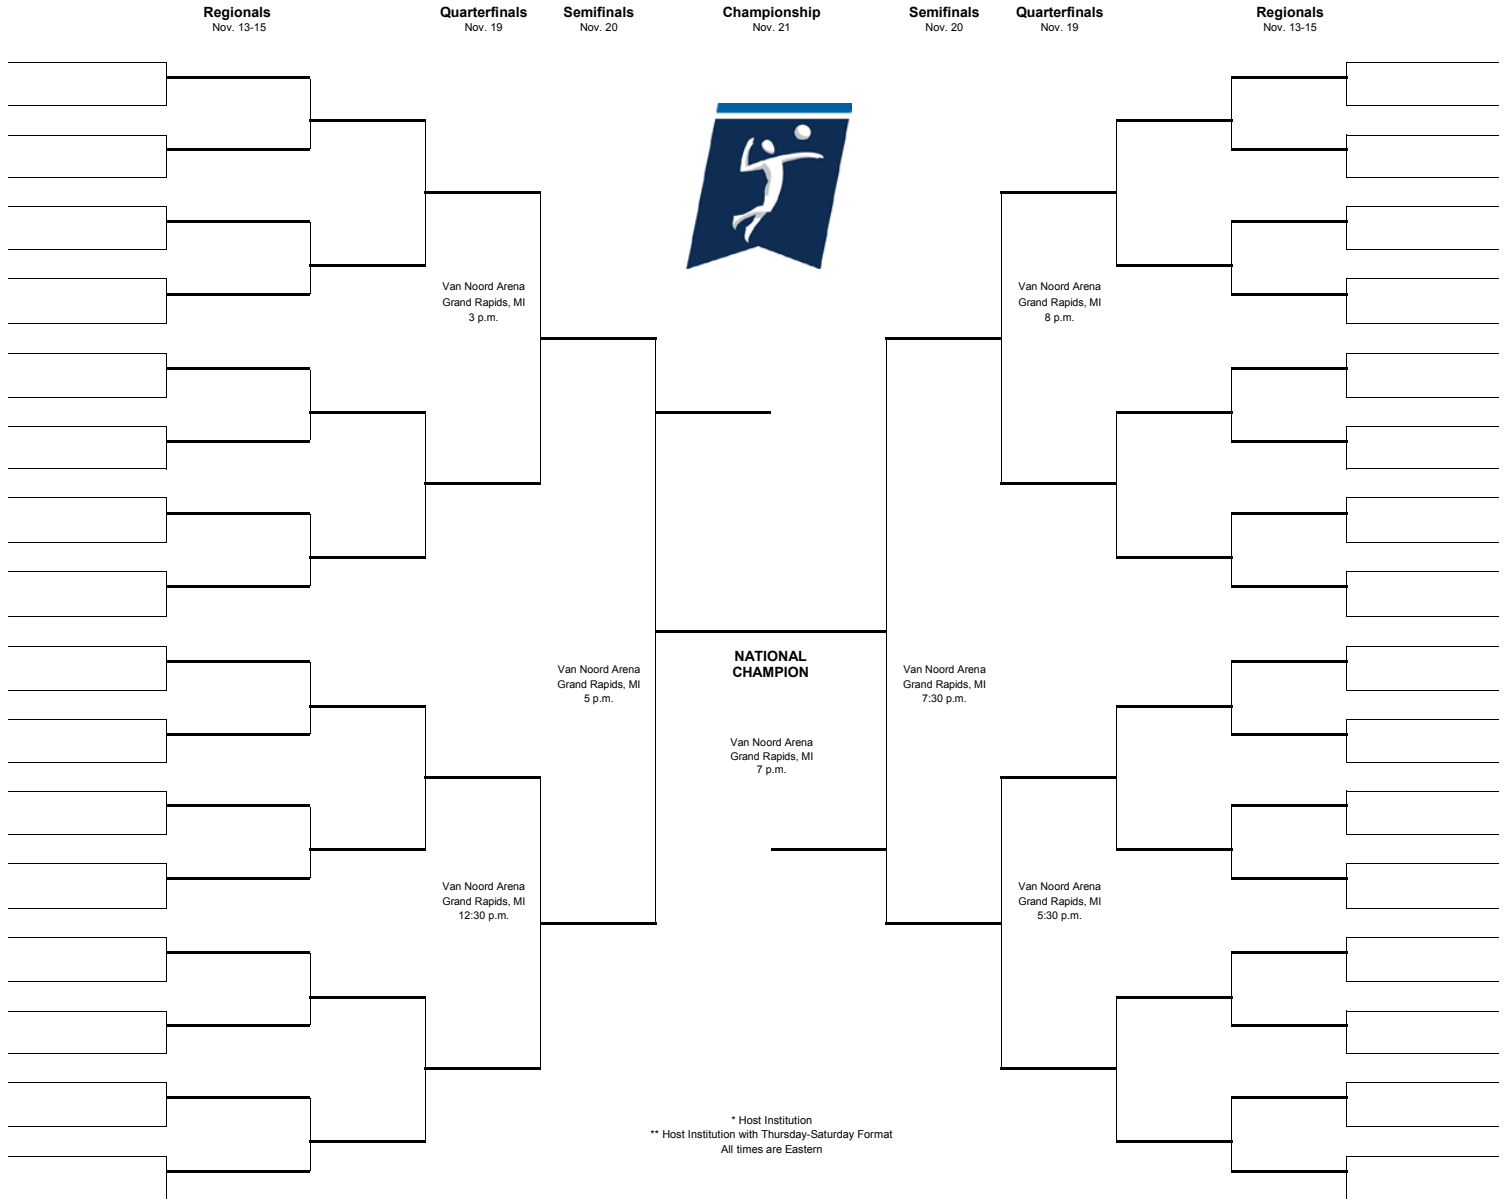 Regionals
Nov. 13-15
Quarterfinals
Nov. 19
Semifinals
Nov. 20
Championship
Nov. 21
Semifinals
Nov. 20
Quarterfinals
Nov. 19
Regionals
Nov. 13-15
Van Noord Arena
Grand Rapids, MI
3 p.m.
Van Noord Arena
Grand Rapids, MI
8 p.m.
Van Noord Arena
Grand Rapids, MI
5 p.m.
NATIONAL
CHAMPION
Van Noord Arena
Grand Rapids, MI
7 p.m.
Van Noord Arena
Grand Rapids, MI
7:30 p.m.
Van Noord Arena
Grand Rapids, MI
12:30 p.m.
Van Noord Arena
Grand Rapids, MI
5:30 p.m.
* Host Institution
** Host Institution with Thursday-Saturday Format
All times are Eastern